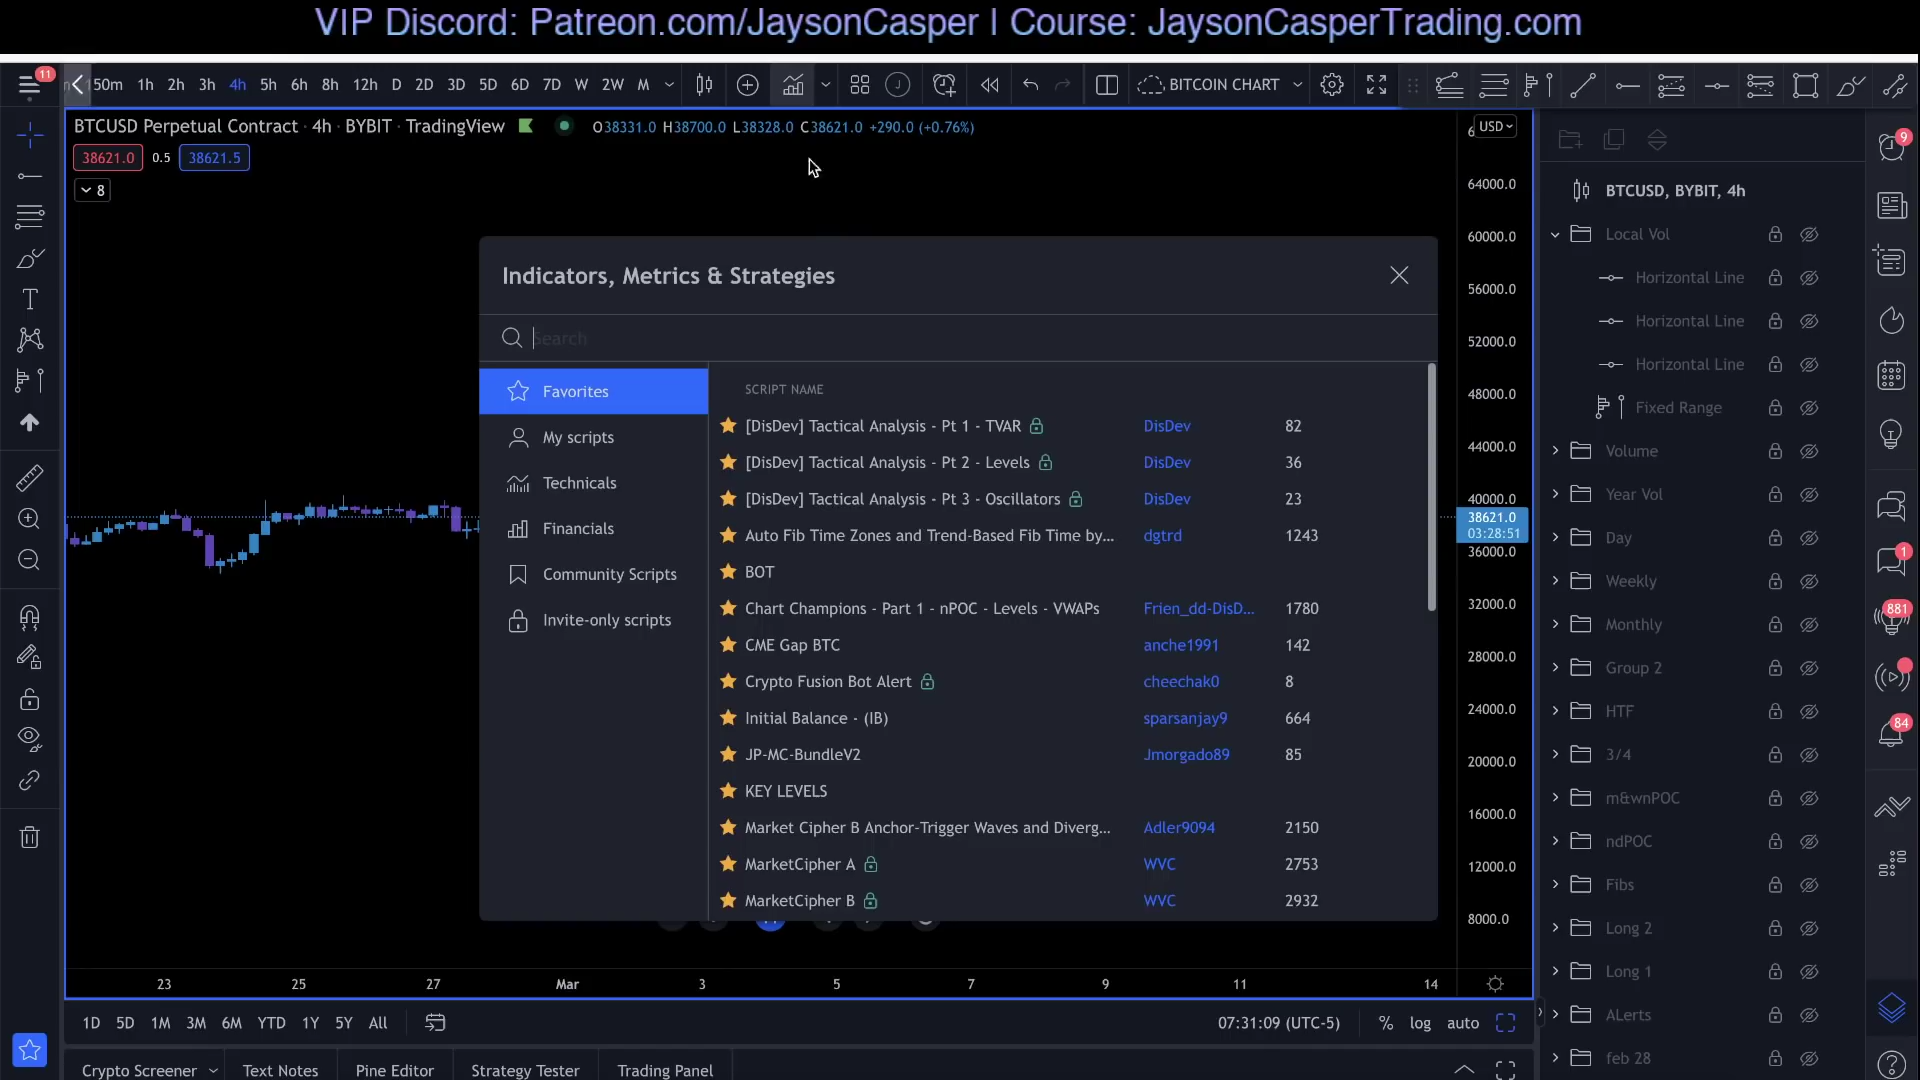 VIP Discord: Patreon.com/JaysonCasper | Course: JaysonCasperTrading.com
11
150m 1h 2h 3h 4h 5h 6h 8h 12h D 2D 3D 5D 6D 7D W 2W M
J
BITCOIN CHART
BTCUSD Perpetual Contract · 4h · BYBIT · TradingView
O38331.0 H38700.0 L38328.0 C38621.0 +290.0 (+0.76%)
USD
38621.0 0.5 38621.5
8
Indicators, Metrics & Strategies
Search
Favorites
My scripts
Technicals
Financials
Community Scripts
Invite-only scripts
SCRIPT NAME
[DisDev] Tactical Analysis - Pt 1 - TVAR DisDev 82
[DisDev] Tactical Analysis - Pt 2 - Levels DisDev 36
[DisDev] Tactical Analysis - Pt 3 - Oscillators DisDev 23
Auto Fib Time Zones and Trend-Based Fib Time by... dgtrd 1243
BOT
Chart Champions - Part 1 - nPOC - Levels - VWAPs Frien_dd-DisD... 1780
CME Gap BTC anche1991 142
Crypto Fusion Bot Alert cheechak0 8
Initial Balance - (IB) sparsanjay9 664
JP-MC-BundleV2 Jmorgado89 85
KEY LEVELS
Market Cipher B Anchor-Trigger Waves and Diverg... Adler9094 2150
MarketCipher A WVC 2753
MarketCipher B WVC 2932
64000.0
60000.0
56000.0
52000.0
48000.0
44000.0
40000.0
38621.0
03:28:51
36000.0
32000.0
28000.0
24000.0
20000.0
16000.0
12000.0
8000.0
23 25 27 Mar 3 5 7 9 11 14
1D 5D 1M 3M 6M YTD 1Y 5Y All
07:31:09 (UTC-5) % log auto
Crypto Screener Text Notes Pine Editor Strategy Tester Trading Panel
BTCUSD, BYBIT, 4h
Local Vol
Horizontal Line
Horizontal Line
Horizontal Line
Fixed Range
Volume
Year Vol
Day
Weekly
Monthly
Group 2
HTF
3/4
m&wnPOC
ndPOC
Fibs
Long 2
Long 1
ALerts
feb 28
9
1
881
84